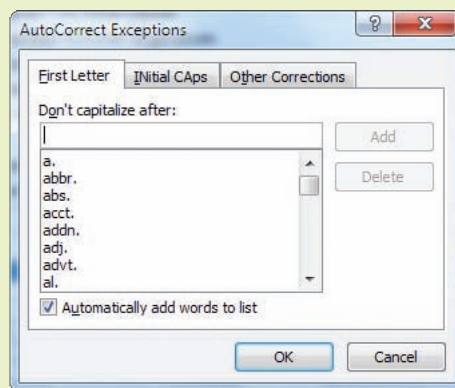 AutoCorrect Exceptions
First Letter
INitial CAps
Other Corrections
Don't capitalize after:
Add
a.
abbr.
abs.
acct.
addn.
adj.
advt.
al.
Delete
Automatically add words to list
OK
Cancel